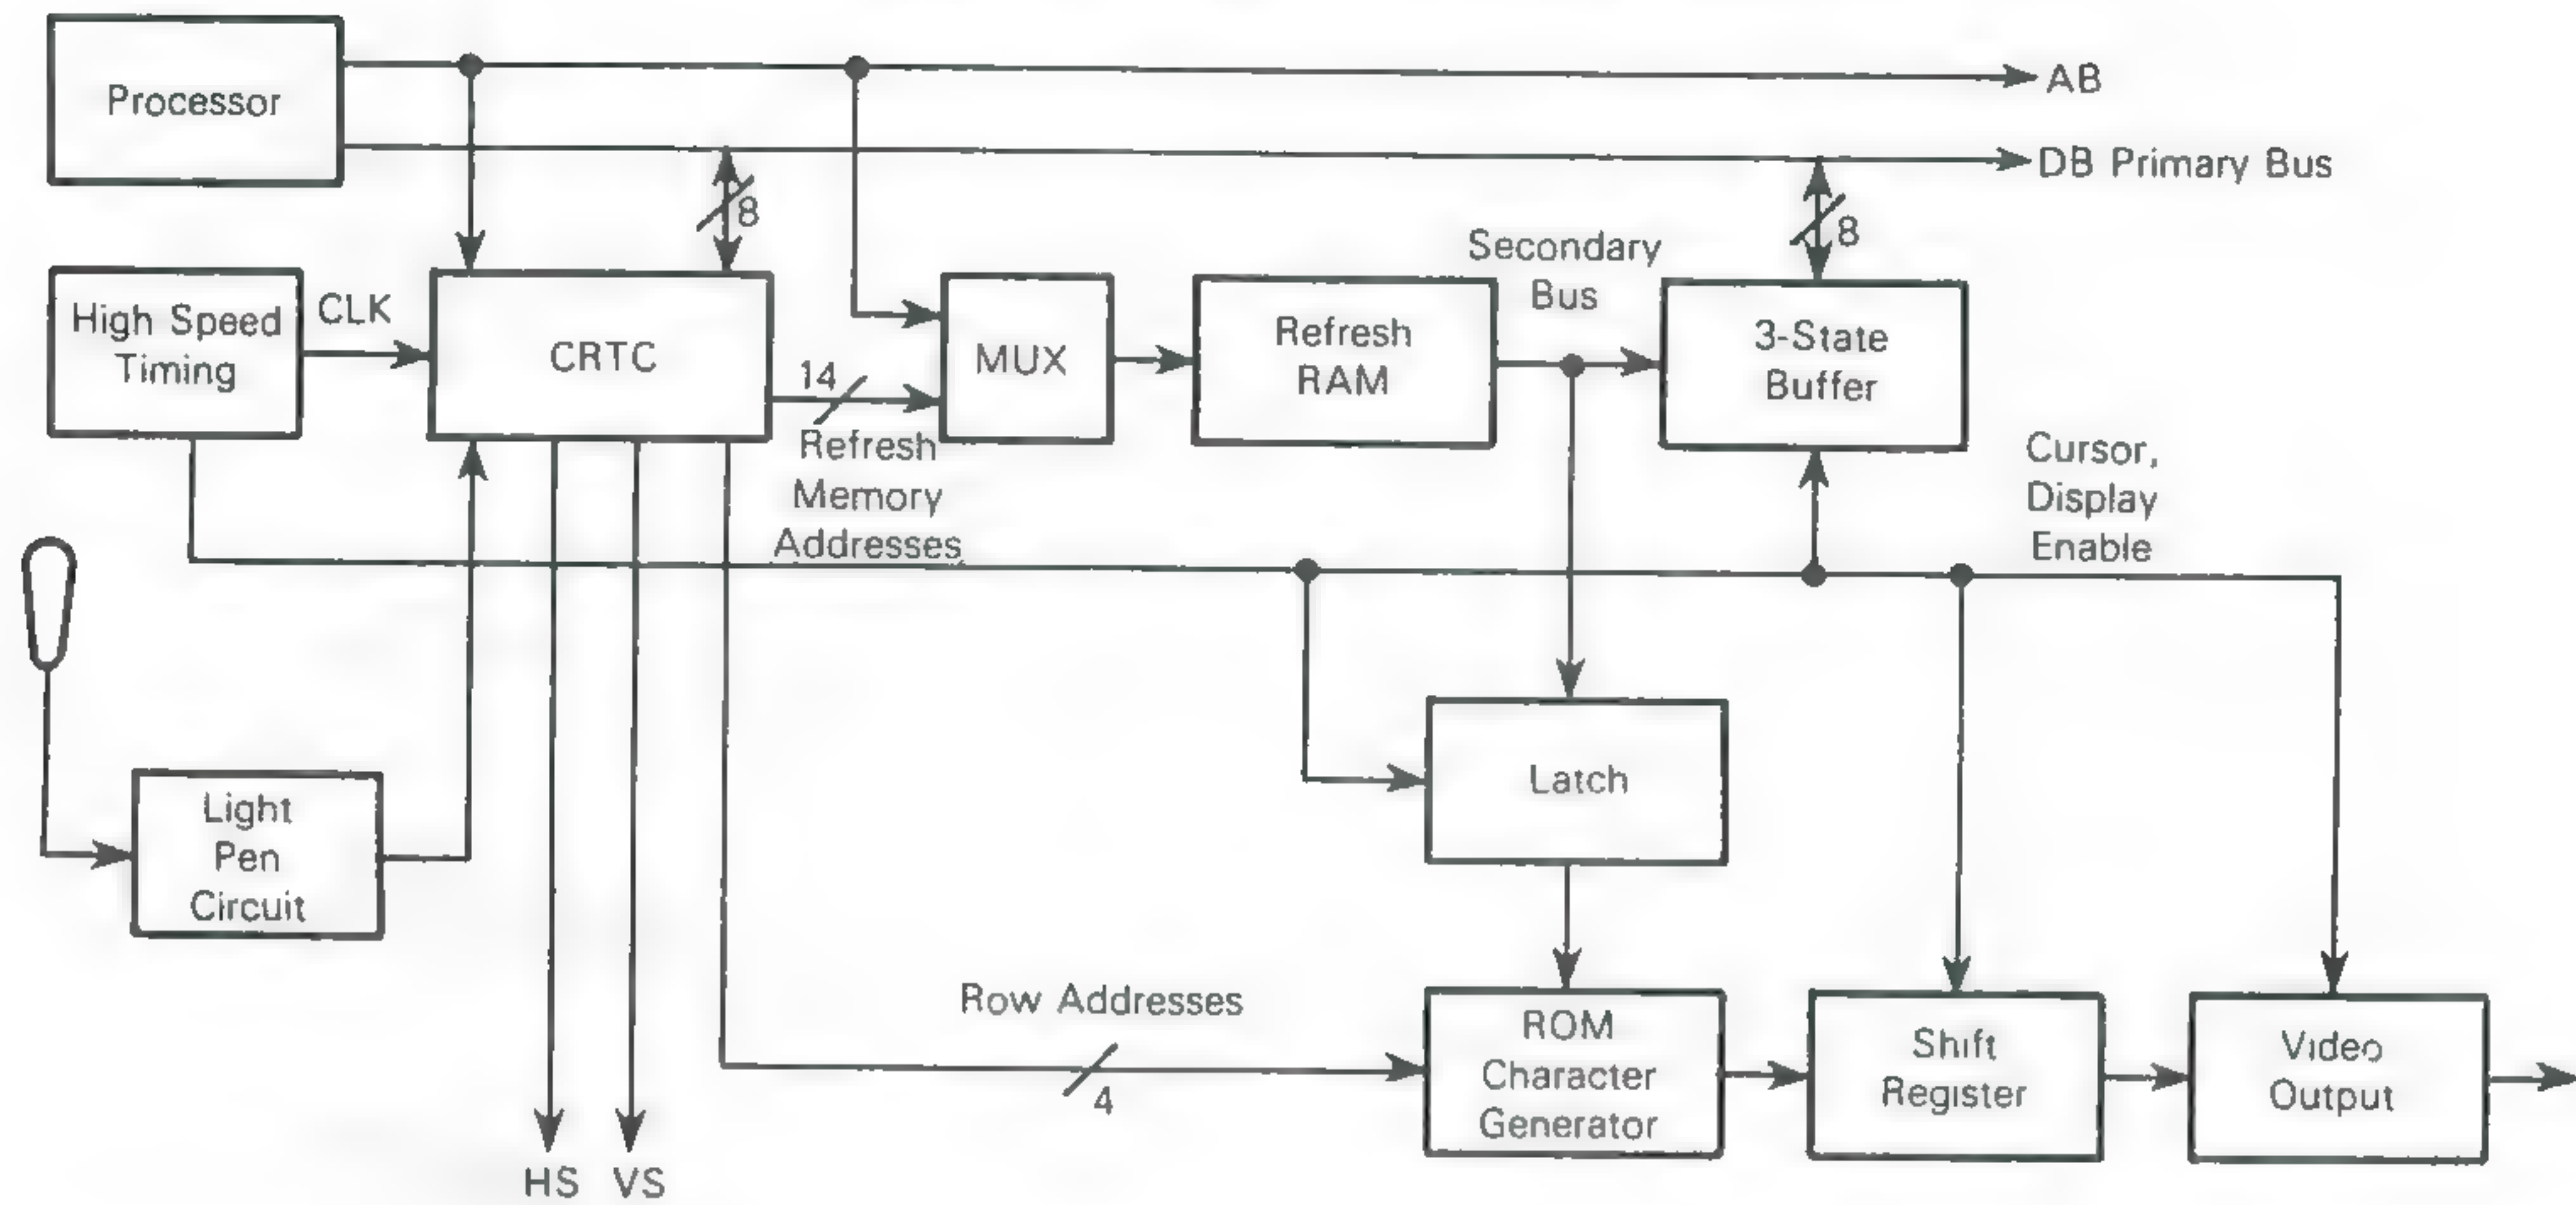 Processor
AB
DB Primary Bus
8
8
High Speed
Timing
CLK
CRTC
14
Refresh
Memory
Addresses
MUX
Refresh
RAM
Secondary
Bus
3-State
Buffer
Cursor,
Display
Enable
Light
Pen
Circuit
Latch
Row Addresses
4
ROM
Character
Generator
Shift
Register
Video
Output
HS
VS